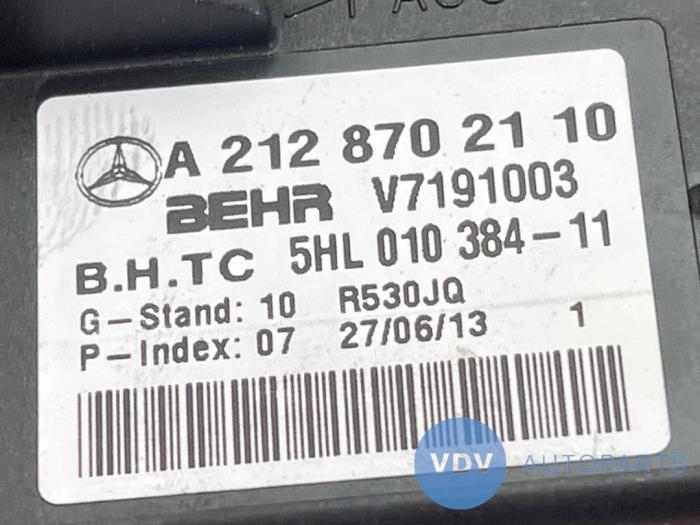 A 212 870 21 10
BEHR V7191003
B.H.TC 5HL 010 384-11
G-Stand: 10 R530JQ
P-Index: 07 27/06/13 1
VDV AUTOPARTS